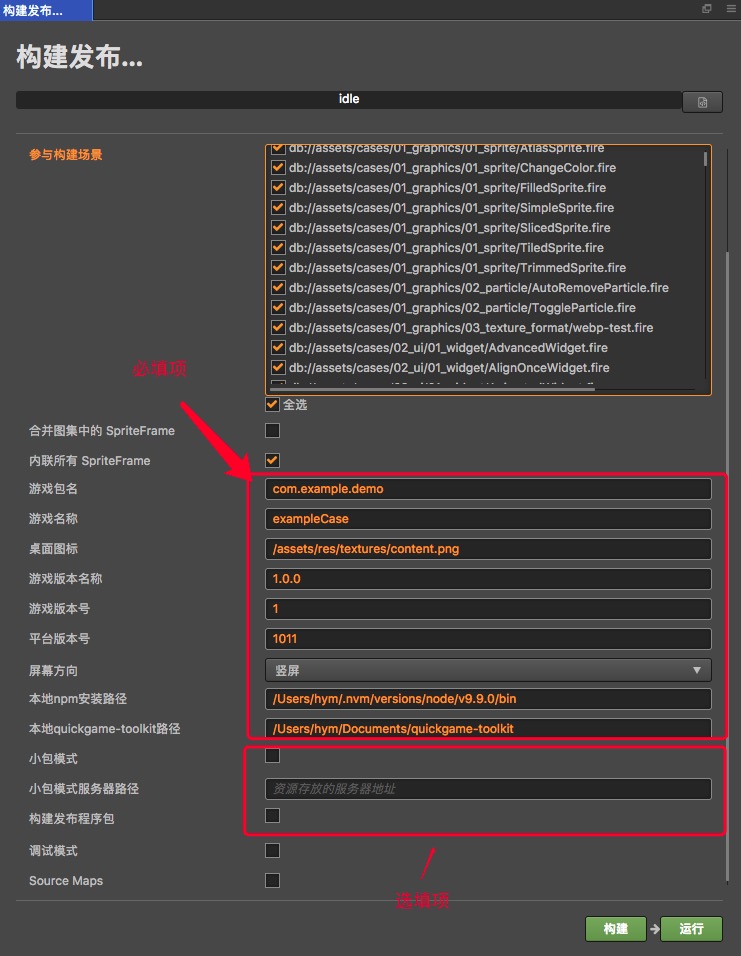 构建发布...
构建发布...
idle
参与构建场景
db://assets/cases/01_graphics/01_sprite/AtlasSprite.fire
db://assets/cases/01_graphics/01_sprite/ChangeColor.fire
db://assets/cases/01_graphics/01_sprite/FilledSprite.fire
db://assets/cases/01_graphics/01_sprite/SimpleSprite.fire
db://assets/cases/01_graphics/01_sprite/SlicedSprite.fire
db://assets/cases/01_graphics/01_sprite/TiledSprite.fire
db://assets/cases/01_graphics/01_sprite/TrimmedSprite.fire
db://assets/cases/01_graphics/02_particle/AutoRemoveParticle.fire
db://assets/cases/01_graphics/02_particle/ToggleParticle.fire
db://assets/cases/01_graphics/03_texture_format/webp-test.fire
db://assets/cases/02_ui/01_widget/AdvancedWidget.fire
db://assets/cases/02_ui/01_widget/AlignOnceWidget.fire
必填项
全选
合并图集中的 SpriteFrame
内联所有 SpriteFrame
游戏包名 com.example.demo
游戏名称 exampleCase
桌面图标 /assets/res/textures/content.png
游戏版本名称 1.0.0
游戏版本号 1
平台版本号 1011
屏幕方向 竖屏
本地npm安装路径 /Users/hym/.nvm/versions/node/v9.9.0/bin
本地quickgame-toolkit路径 /Users/hym/Documents/quickgame-toolkit
小包模式
小包模式服务器路径 资源存放的服务器地址
构建发布程序包
调试模式
Source Maps
选填项
构建 运行